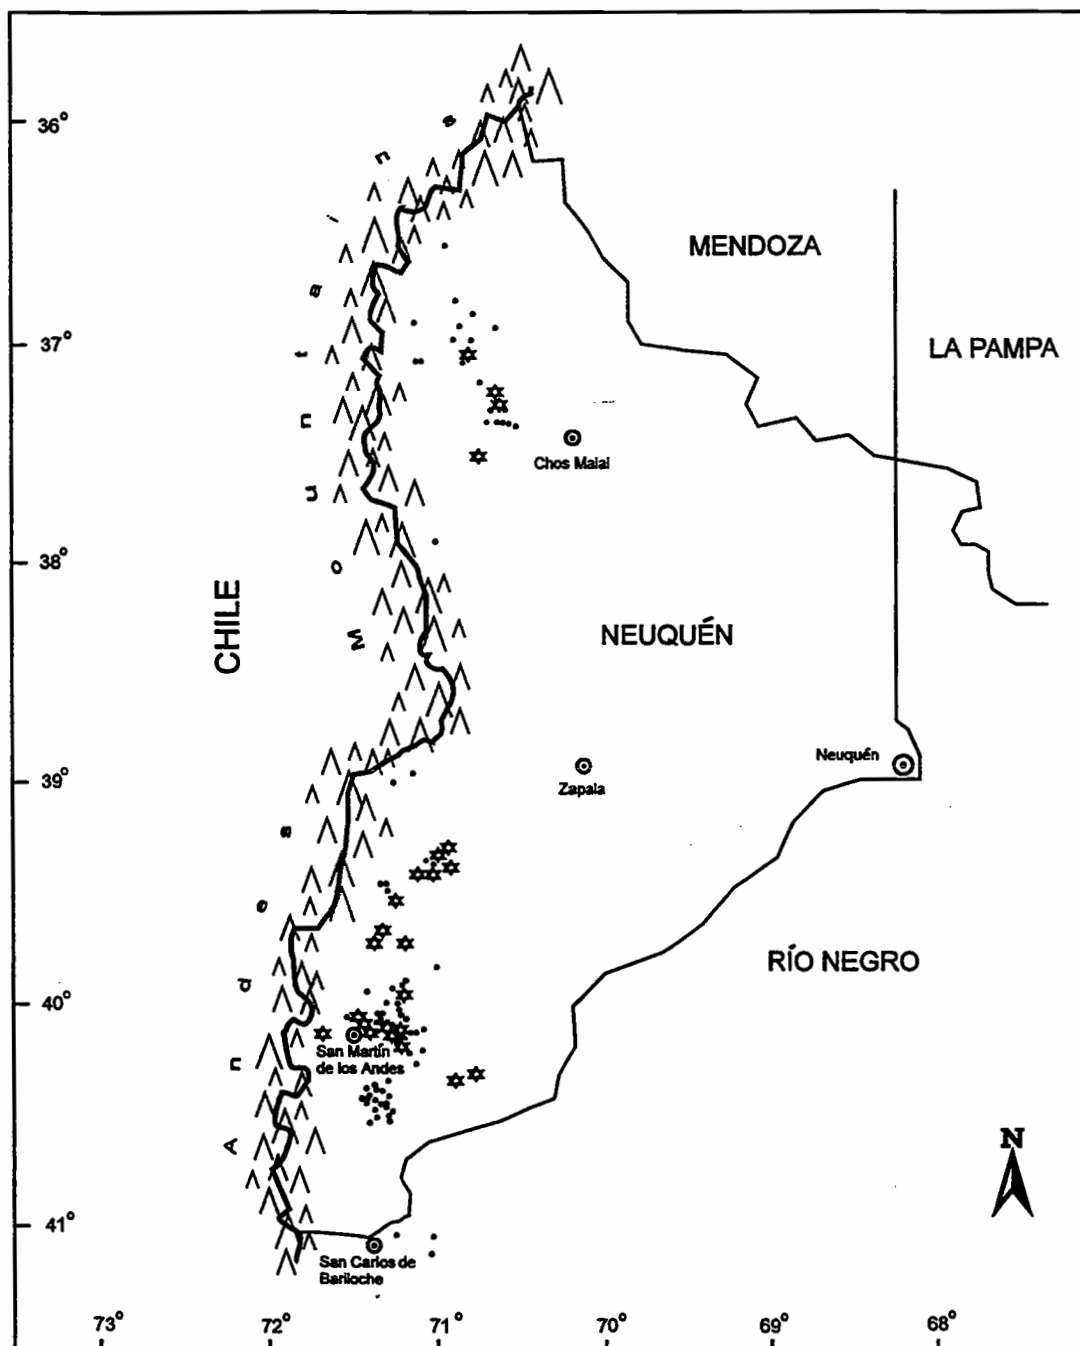 36°
MENDOZA
LA PAMPA
37°
Chos Malal
38°
CHILE
NEUQUÉN
Neuquén
39°
Zapala
RÍO NEGRO
40°
San Martín
de los Andes
Andes Mountains
N
41°
San Carlos de
Bariloche
73°
72°
71°
70°
69°
68°